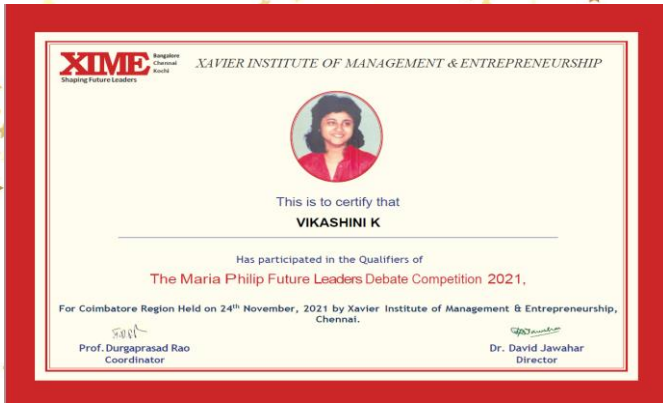 XIME
Bangalore
Chennai
Kochi
Shaping Future Leaders
XAVIER INSTITUTE OF MANAGEMENT & ENTREPRENEURSHIP
This is to certify that
VIKASHINI K
Has participated in the Qualifiers of
The Maria Philip Future Leaders Debate Competition 2021,
For Coimbatore Region Held on 24th November, 2021 by Xavier Institute of Management & Entrepreneurship,
Chennai.
Prof. Durgaprasad Rao
Coordinator
Dr. David Jawahar
Director